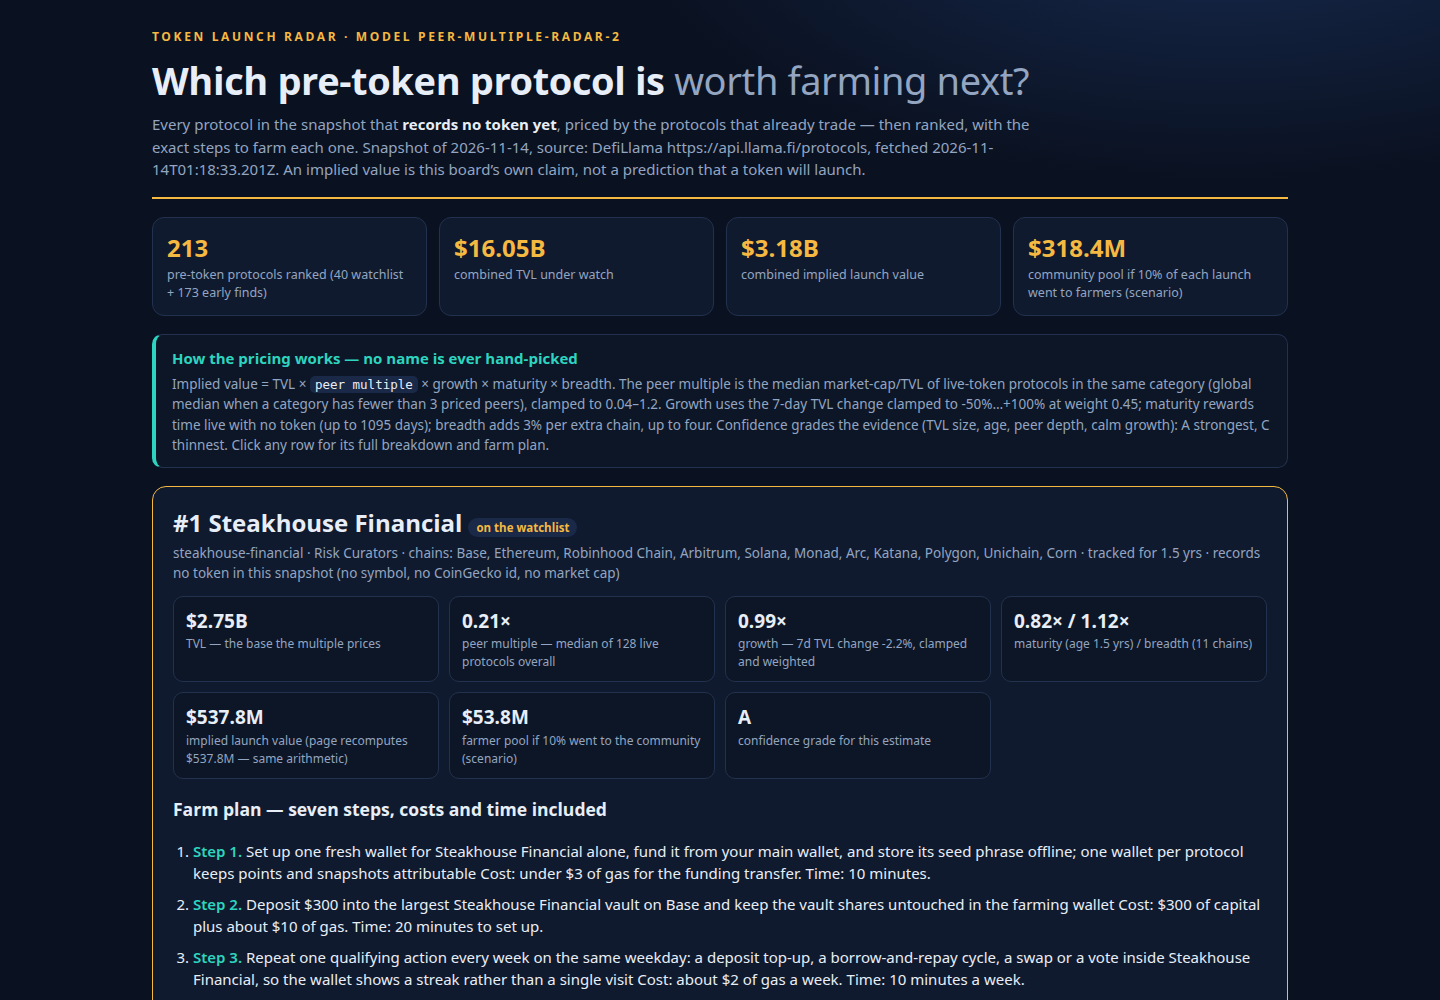 TOKEN LAUNCH RADAR · MODEL PEER-MULTIPLE-RADAR-2
Which pre-token protocol is worth farming next?
Every protocol in the snapshot that records no token yet, priced by the protocols that already trade — then ranked, with the
exact steps to farm each one. Snapshot of 2026-11-14, source: DefiLlama https://api.llama.fi/protocols, fetched 2026-11-
14T01:18:33.201Z. An implied value is this board’s own claim, not a prediction that a token will launch.
213
pre-token protocols ranked (40 watchlist
+ 173 early finds)
$16.05B
combined TVL under watch
$3.18B
combined implied launch value
$318.4M
community pool if 10% of each launch
went to farmers (scenario)
How the pricing works — no name is ever hand-picked
Implied value = TVL × peer multiple × growth × maturity × breadth. The peer multiple is the median market-cap/TVL of live-token protocols in the same category (global
median when a category has fewer than 3 priced peers), clamped to 0.04–1.2. Growth uses the 7-day TVL change clamped to -50%…+100% at weight 0.45; maturity rewards
time live with no token (up to 1095 days); breadth adds 3% per extra chain, up to four. Confidence grades the evidence (TVL size, age, peer depth, calm growth): A strongest, C
thinnest. Click any row for its full breakdown and farm plan.
#1 Steakhouse Financial on the watchlist
steakhouse-financial · Risk Curators · chains: Base, Ethereum, Robinhood Chain, Arbitrum, Solana, Monad, Arc, Katana, Polygon, Unichain, Corn · tracked for 1.5 yrs · records
no token in this snapshot (no symbol, no CoinGecko id, no market cap)
$2.75B
TVL — the base the multiple prices
0.21×
peer multiple — median of 128 live
protocols overall
0.99×
growth — 7d TVL change -2.2%, clamped
and weighted
0.82× / 1.12×
maturity (age 1.5 yrs) / breadth (11 chains)
$537.8M
implied launch value (page recomputes
$537.8M — same arithmetic)
$53.8M
farmer pool if 10% went to the community
(scenario)
A
confidence grade for this estimate
Farm plan — seven steps, costs and time included
1. Step 1. Set up one fresh wallet for Steakhouse Financial alone, fund it from your main wallet, and store its seed phrase offline; one wallet per protocol
keeps points and snapshots attributable Cost: under $3 of gas for the funding transfer. Time: 10 minutes.
2. Step 2. Deposit $300 into the largest Steakhouse Financial vault on Base and keep the vault shares untouched in the farming wallet Cost: $300 of capital
plus about $10 of gas. Time: 20 minutes to set up.
3. Step 3. Repeat one qualifying action every week on the same weekday: a deposit top-up, a borrow-and-repay cycle, a swap or a vote inside Steakhouse
Financial, so the wallet shows a streak rather than a single visit Cost: about $2 of gas a week. Time: 10 minutes a week.